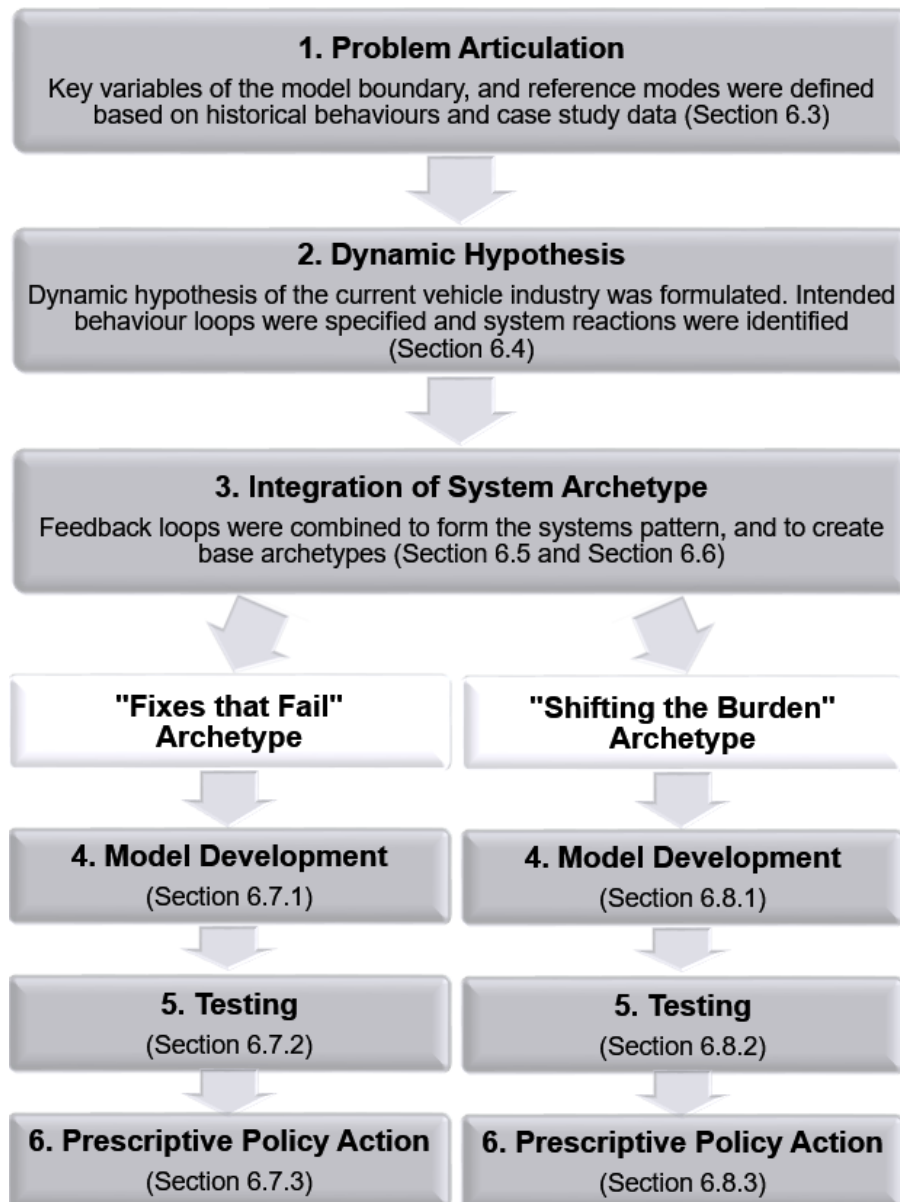 1. Problem Articulation
Key variables of the model boundary, and reference modes were defined
based on historical behaviours and case study data (Section 6.3)
2. Dynamic Hypothesis
Dynamic hypothesis of the current vehicle industry was formulated. Intended
behaviour loops were specified and system reactions were identified
(Section 6.4)
3. Integration of System Archetype
Feedback loops were combined to form the systems pattern, and to create
base archetypes (Section 6.5 and Section 6.6)
"Fixes that Fail"
Archetype
4. Model Development
(Section 6.7.1)
5. Testing
(Section 6.7.2)
6. Prescriptive Policy Action
(Section 6.7.3)
"Shifting the Burden"
Archetype
4. Model Development
(Section 6.8.1)
5. Testing
(Section 6.8.2)
6. Prescriptive Policy Action
(Section 6.8.3)